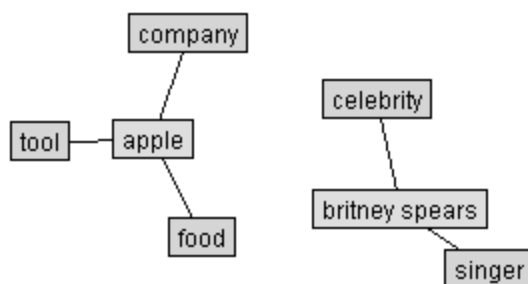 company
celebrity
tool
apple
britney spears
food
singer